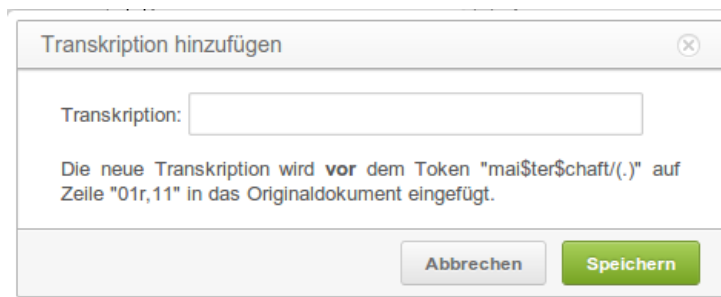 Transkription hinzufügen
Transkription:
Die neue Transkription wird vor dem Token "mai$ter$chaft/(.)" auf
Zeile "01r,11" in das Originaldokument eingefügt.
Abbrechen Speichern